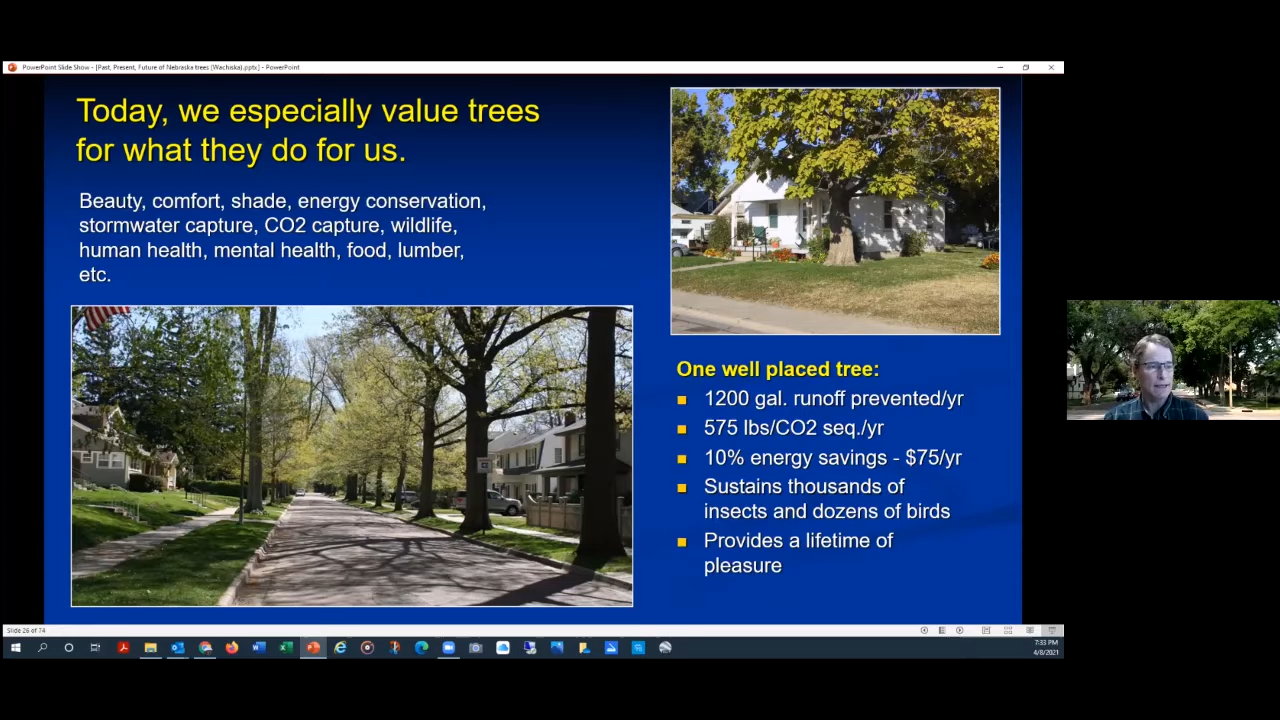 PowerPoint Slide Show - [Past, Present, Future of Nebraska trees (Wachiska).pptx] - PowerPoint
Today, we especially value trees
for what they do for us.
Beauty, comfort, shade, energy conservation,
stormwater capture, CO2 capture, wildlife,
human health, mental health, food, lumber,
etc.
One well placed tree:
1200 gal. runoff prevented/yr
575 lbs/CO2 seq./yr
10% energy savings - $75/yr
Sustains thousands of
insects and dozens of birds
Provides a lifetime of
pleasure
Slide 26 of 74
7:33 PM
4/8/2021